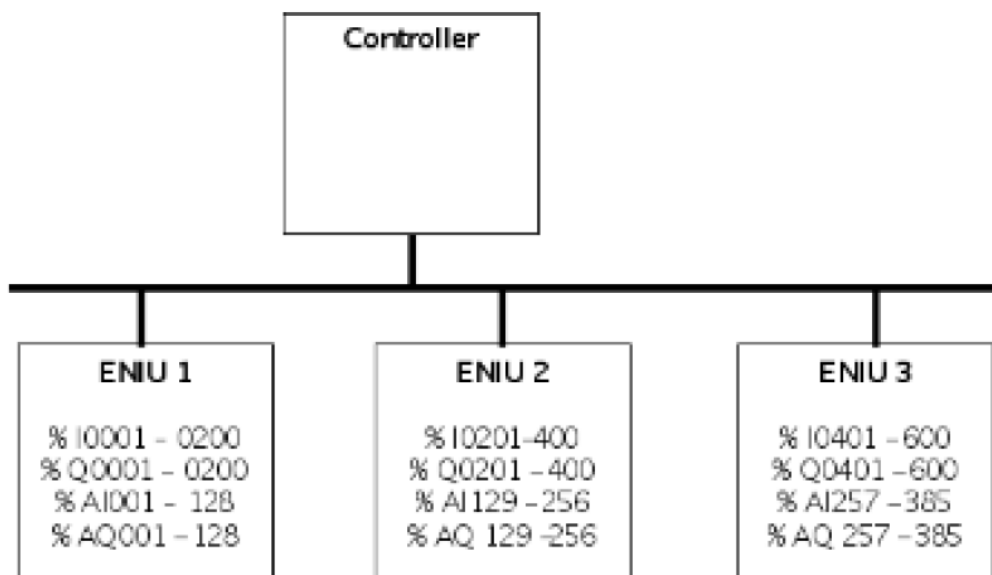 Controller
ENIU 1
% I0001 – 0200
% Q0001 – 0200
% AI001 – 128
% AQ001 – 128
ENIU 2
% I0201-400
% Q0201 – 400
% AI 129 – 256
% AQ 129 -256
ENIU 3
% I0401 – 600
% Q0401 – 600
% AI257 – 385
% AQ 257 – 385